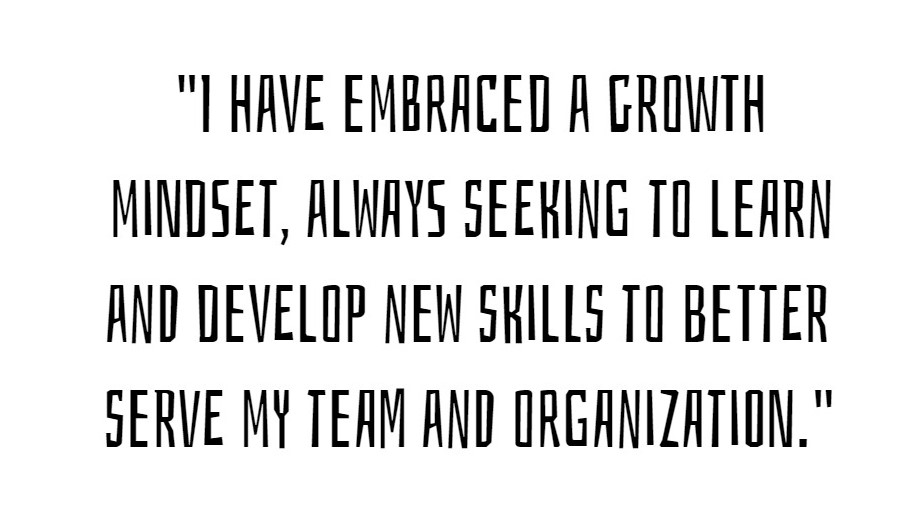 "I HAVE EMBRACED A GROWTH
MINDSET, ALWAYS SEEKING TO LEARN
AND DEVELOP NEW SKILLS TO BETTER
SERVE MY TEAM AND ORGANIZATION."